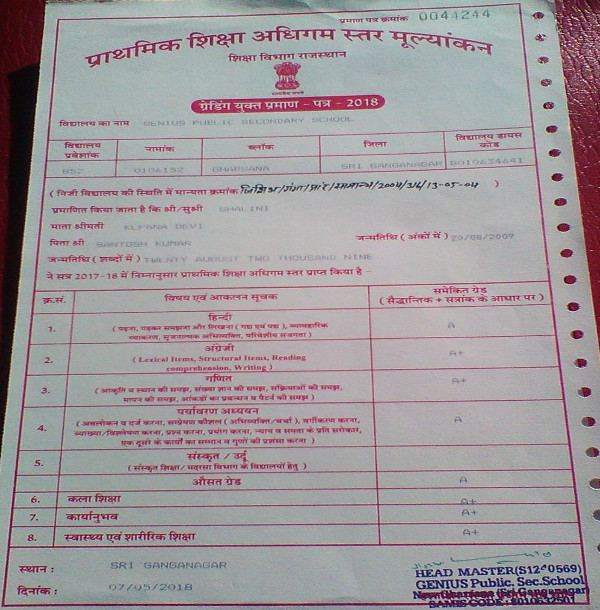 प्रमाण पत्र क्रमांक 0044244
प्राथमिक शिक्षा अधिगम स्तर मूल्यांकन
शिक्षा विभाग राजस्थान
ग्रेडिंग युक्त प्रमाण - पत्र - 2018
विद्यालय का नाम GENIUS PUBLIC SECONDARY SCHOOL
विद्यालय प्रवेशांक नामांक ब्लॉक जिला विद्यालय डायस कोड
852 0106152 GHARSANA SRI GANGANAGAR 8010634641
( निजी विद्यालय की स्थिति में मान्यता क्रमांक /2004/314/13-05-04 )
प्रमाणित किया जाता है कि श्री/सुश्री SHALINI
माता श्रीमती KLPANA DEVI
पिता श्री SANTOSH KUMAR जन्मतिथि ( अंकों में ) 20/08/2009
जन्मतिथि ( शब्दों में ) TWENTY AUGUST TWO THOUSAND NINE
ने सत्र 2017-18 में निम्नानुसार प्राथमिक शिक्षा अधिगम स्तर प्राप्त किया है -
क्र.सं. विषय एवं आकलन सूचक समेकित ग्रेड
( सैद्धान्तिक + सत्रांक के आधार पर )
1. हिन्दी A
( पढ़ना, पढ़कर समझना और लिखना ( गद्य एवं पद्य ), व्यावहारिक
व्याकरण, सृजनात्मक अभिव्यक्ति, परिवेशीय सजगता )
2. अंग्रेजी A+
( Lexical Items, Structural Items, Reading
comprehension, Writing )
3. गणित A+
( आकृति व स्थान की समझ, संख्या ज्ञान की समझ, संक्रियाओं की समझ,
मापन की समझ, आंकडों का प्रबन्धन व पैटर्न की समझ )
4. पर्यावरण अध्ययन A
( अवलोकन व दर्ज करना, सम्प्रेषण कौशल ( अभिव्यक्ति/चर्चा ), वर्गीकरण करना,
व्याख्या/विश्लेषण करना, प्रश्न करना, प्रयोग करना, न्याय व समता के प्रति सरोकार,
एक दूसरे के कार्यों का सम्मान व गुणों की प्रशंसा करना )
5. संस्कृत / उर्दू
( संस्कृत शिक्षा/ मदरसा विभाग के विद्यालयों हेतु )
औसत ग्रेड A
6. कला शिक्षा A+
7. कार्यानुभव A+
8. स्वास्थ्य एवं शारीरिक शिक्षा A+
स्थान : SRI GANGANAGAR
दिनांक : 07/05/2018
HEAD MASTER(S12 0569)
GENIUS Public. Sec.School
New Gharsana (Sri Ganganagar)